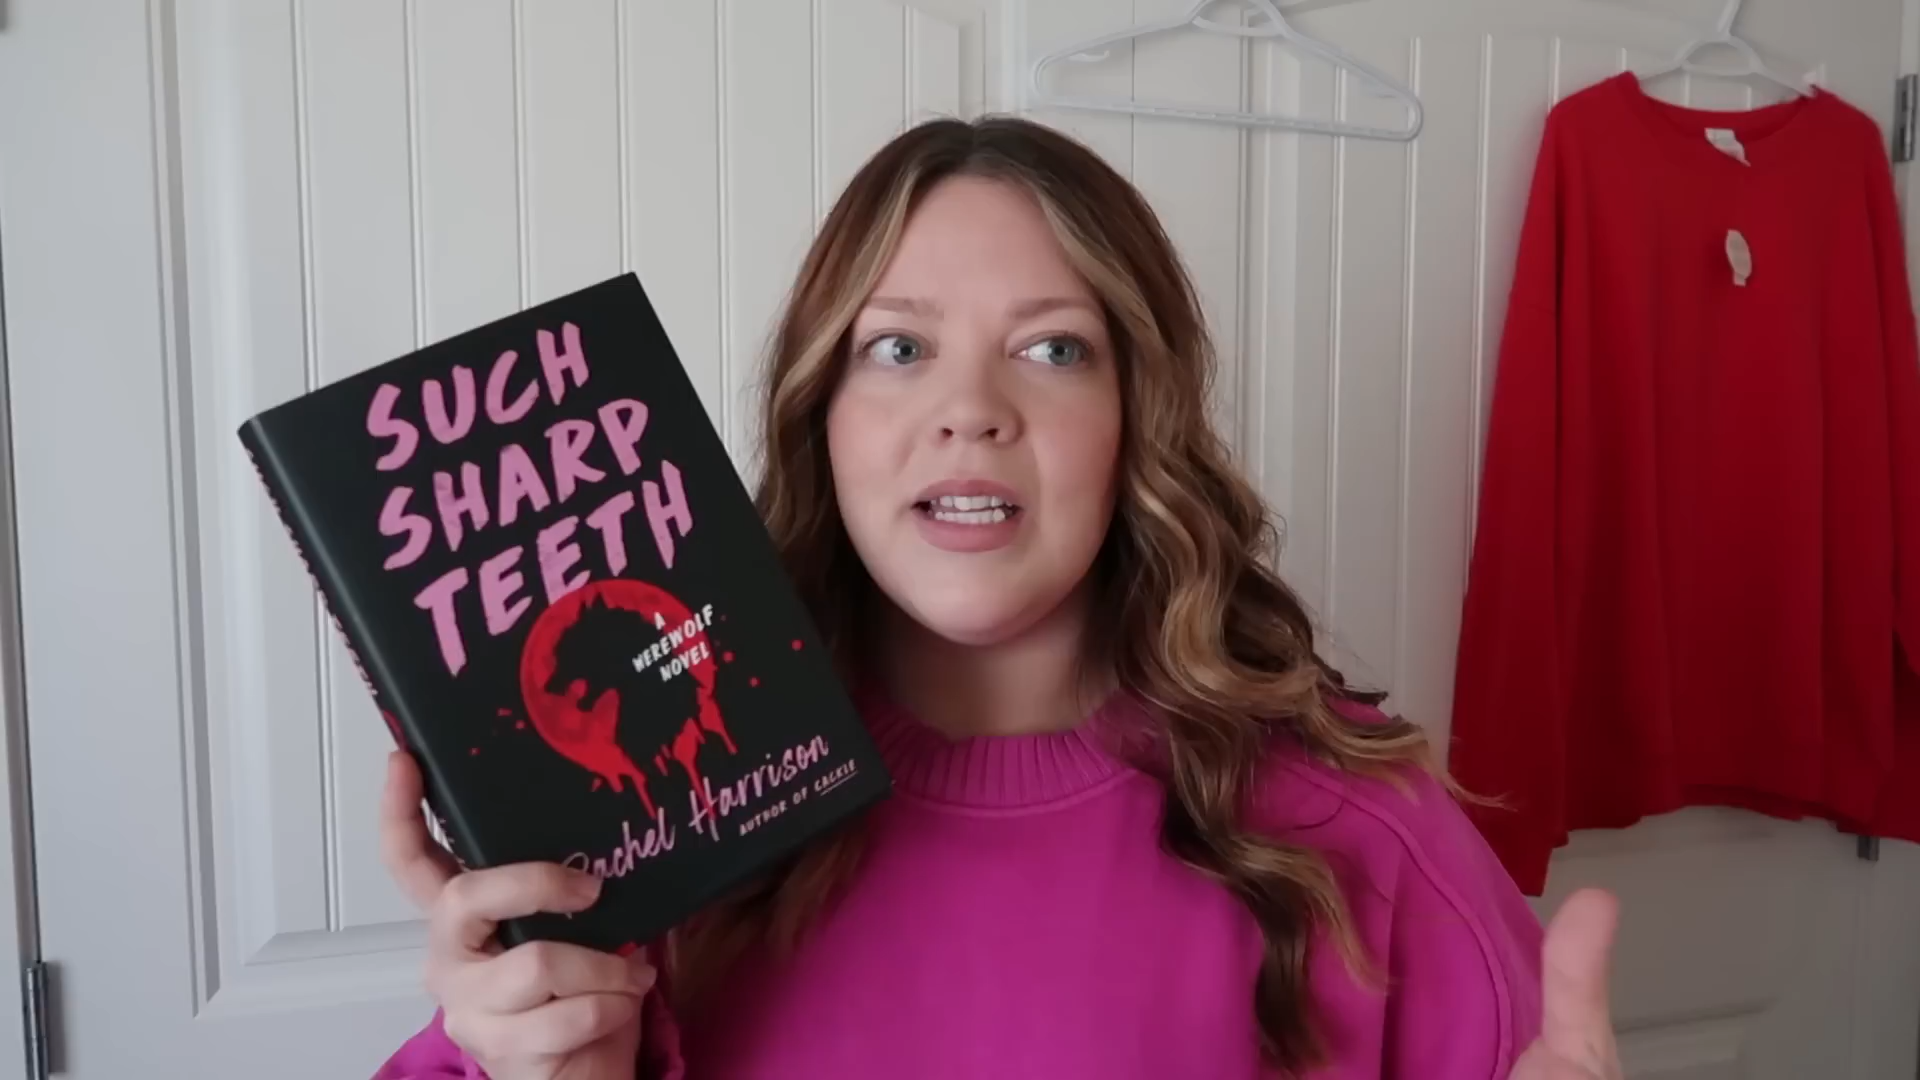 SUCH
SHARP
TEETH
A
WEREWOLF
NOVEL
Rachel Harrison
AUTHOR OF CACKLE